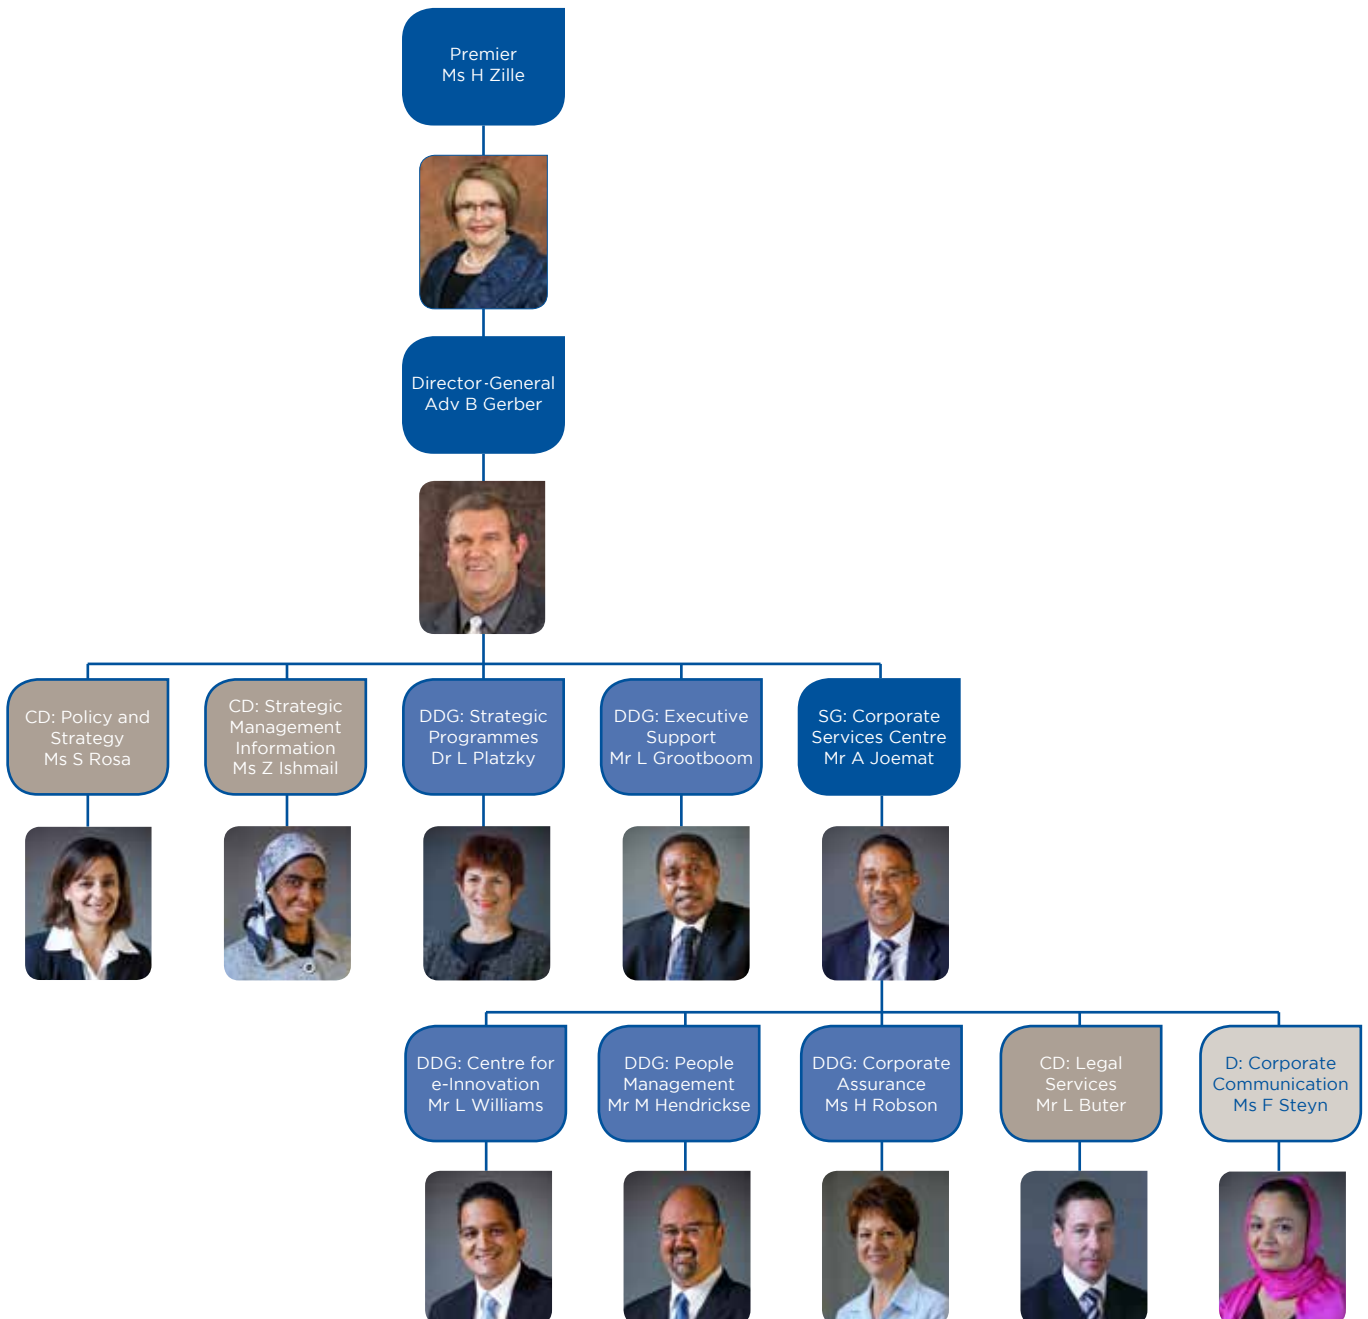 Premier
Ms H Zille
Director-General
Adv B Gerber
CD: Policy and
Strategy
Ms S Rosa
CD: Strategic
Management
Information
Ms Z Ishmail
DDG: Strategic
Programmes
Dr L Platzky
DDG: Executive
Support
Mr L Grootboom
SG: Corporate
Services Centre
Mr A Joemat
DDG: Centre for
e-Innovation
Mr L Williams
DDG: People
Management
Mr M Hendrickse
DDG: Corporate
Assurance
Ms H Robson
CD: Legal
Services
Mr L Buter
D: Corporate
Communication
Ms F Steyn